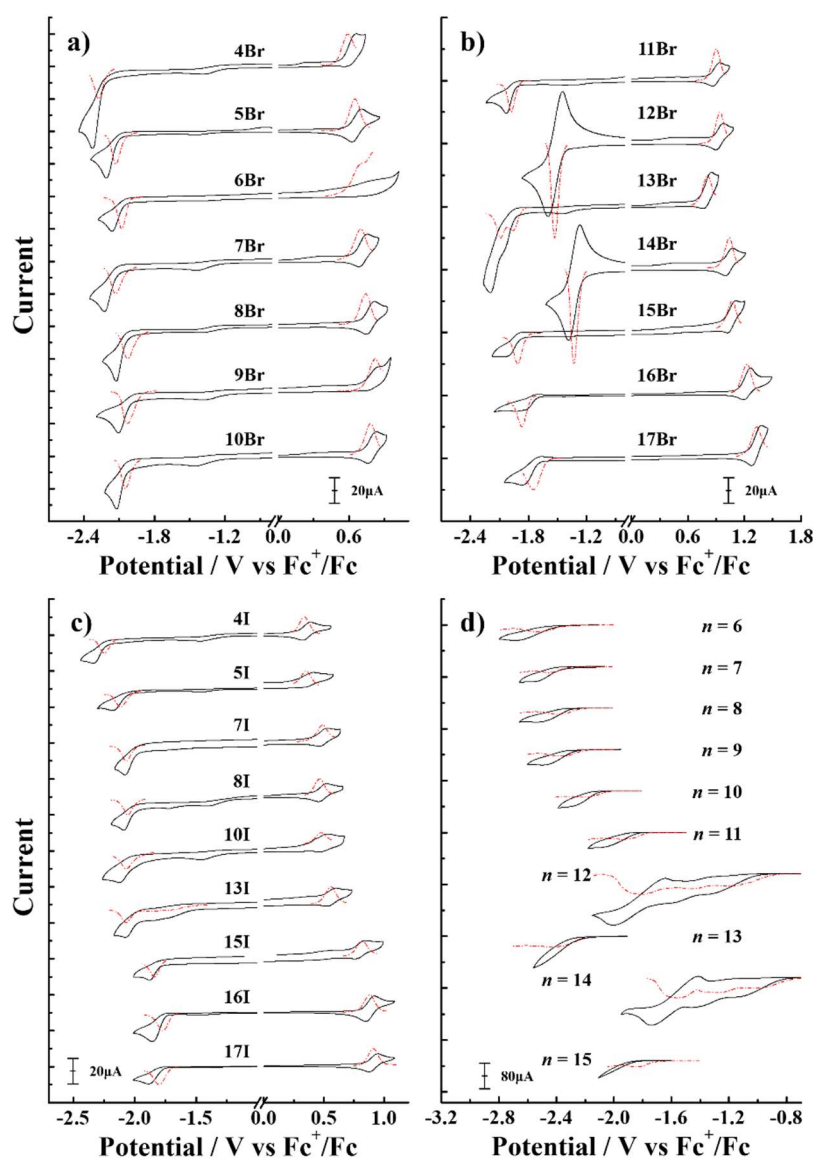 a)
4Br
5Br
6Br
7Br
8Br
9Br
10Br
20μA
-2.4 -1.8 -1.2 0.0 0.6
Potential / V vs Fc+/Fc
Current
b)
11Br
12Br
13Br
14Br
15Br
16Br
17Br
20μA
-3.0 -2.4 -1.8 -1.2 0.0 0.6 1.2 1.8
Potential / V vs Fc+/Fc
c)
4I
5I
7I
8I
10I
13I
15I
16I
17I
20μA
-2.5 -2.0 -1.5 -1.0 0.0 0.5 1.0
Potential / V vs Fc+/Fc
Current
d)
n = 6
n = 7
n = 8
n = 9
n = 10
n = 11
n = 12
n = 13
n = 14
n = 15
80μA
-3.2 -2.8 -2.4 -2.0 -1.6 -1.2 -0.8
Potential / V vs Fc+/Fc